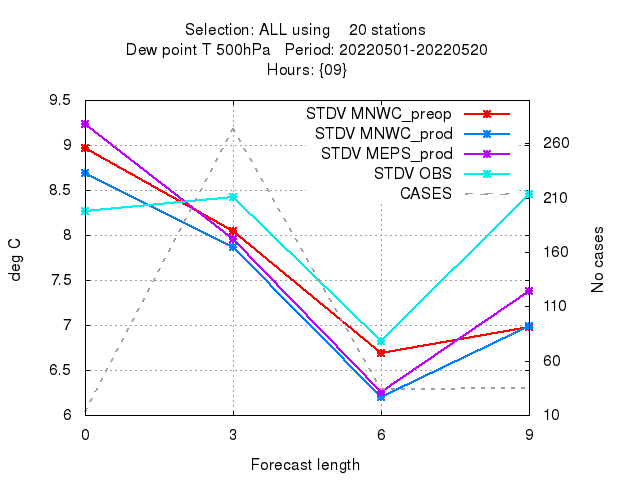 Selection: ALL using 20 stations
Dew point T 500hPa Period: 20220501-20220520
Hours: {09}
9.5
9
8.5
8
7.5
7
6.5
6
deg C
STDV MNWC_preop
STDV MNWC_prod
STDV MEPS_prod
STDV OBS
CASES
260
210
160
110
60
10
No cases
0 3 6 9
Forecast length